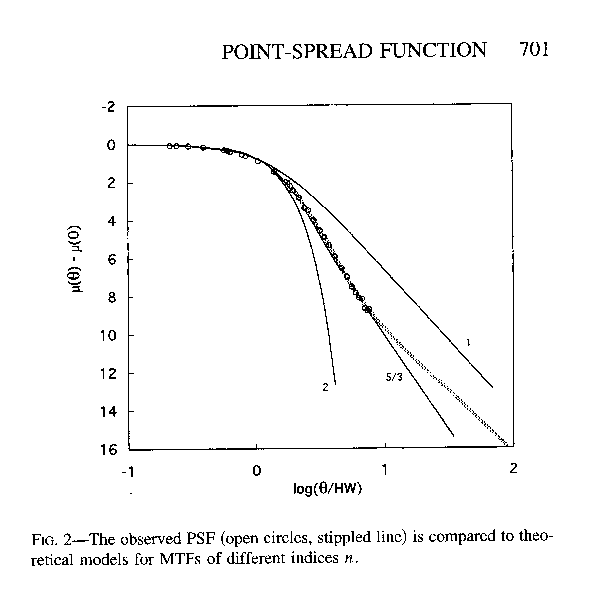 POINT-SPREAD FUNCTION 701
-2
0
2
4
6
8
10
12
14
16
μ(θ) - μ(0)
1
5/3
2
-1 0 1 2
log(θ/HW)
FIG. 2—The observed PSF (open circles, stippled line) is compared to theo-
retical models for MTFs of different indices n.